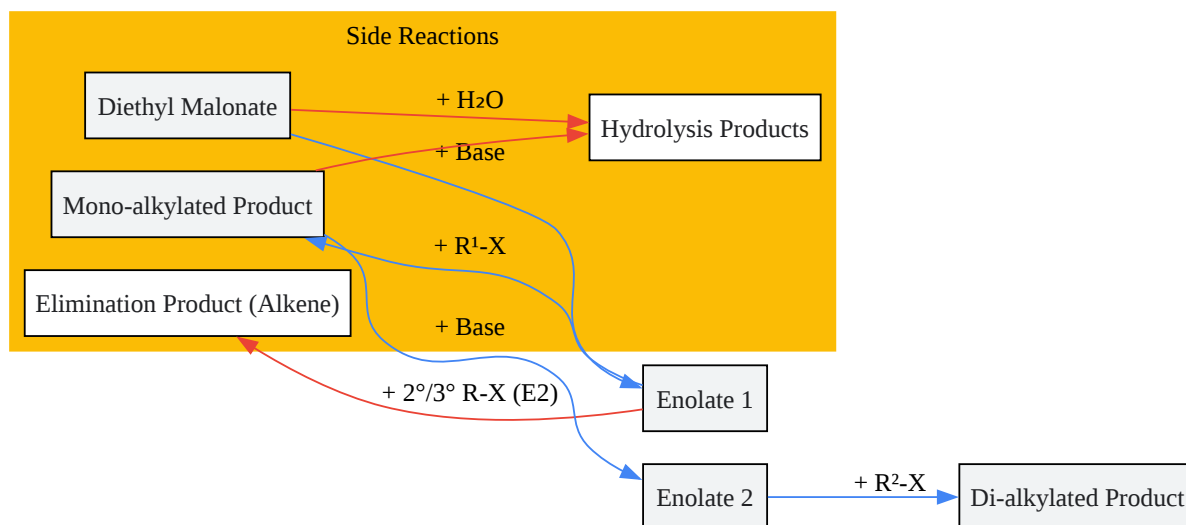 Side Reactions
Diethyl Malonate
+ H₂O
Hydrolysis Products
+ Base
Mono-alkylated Product
+ R¹-X
Elimination Product (Alkene)
+ Base
+ 2°/3° R-X (E2)
Enolate 1
Enolate 2
+ R²-X
Di-alkylated Product